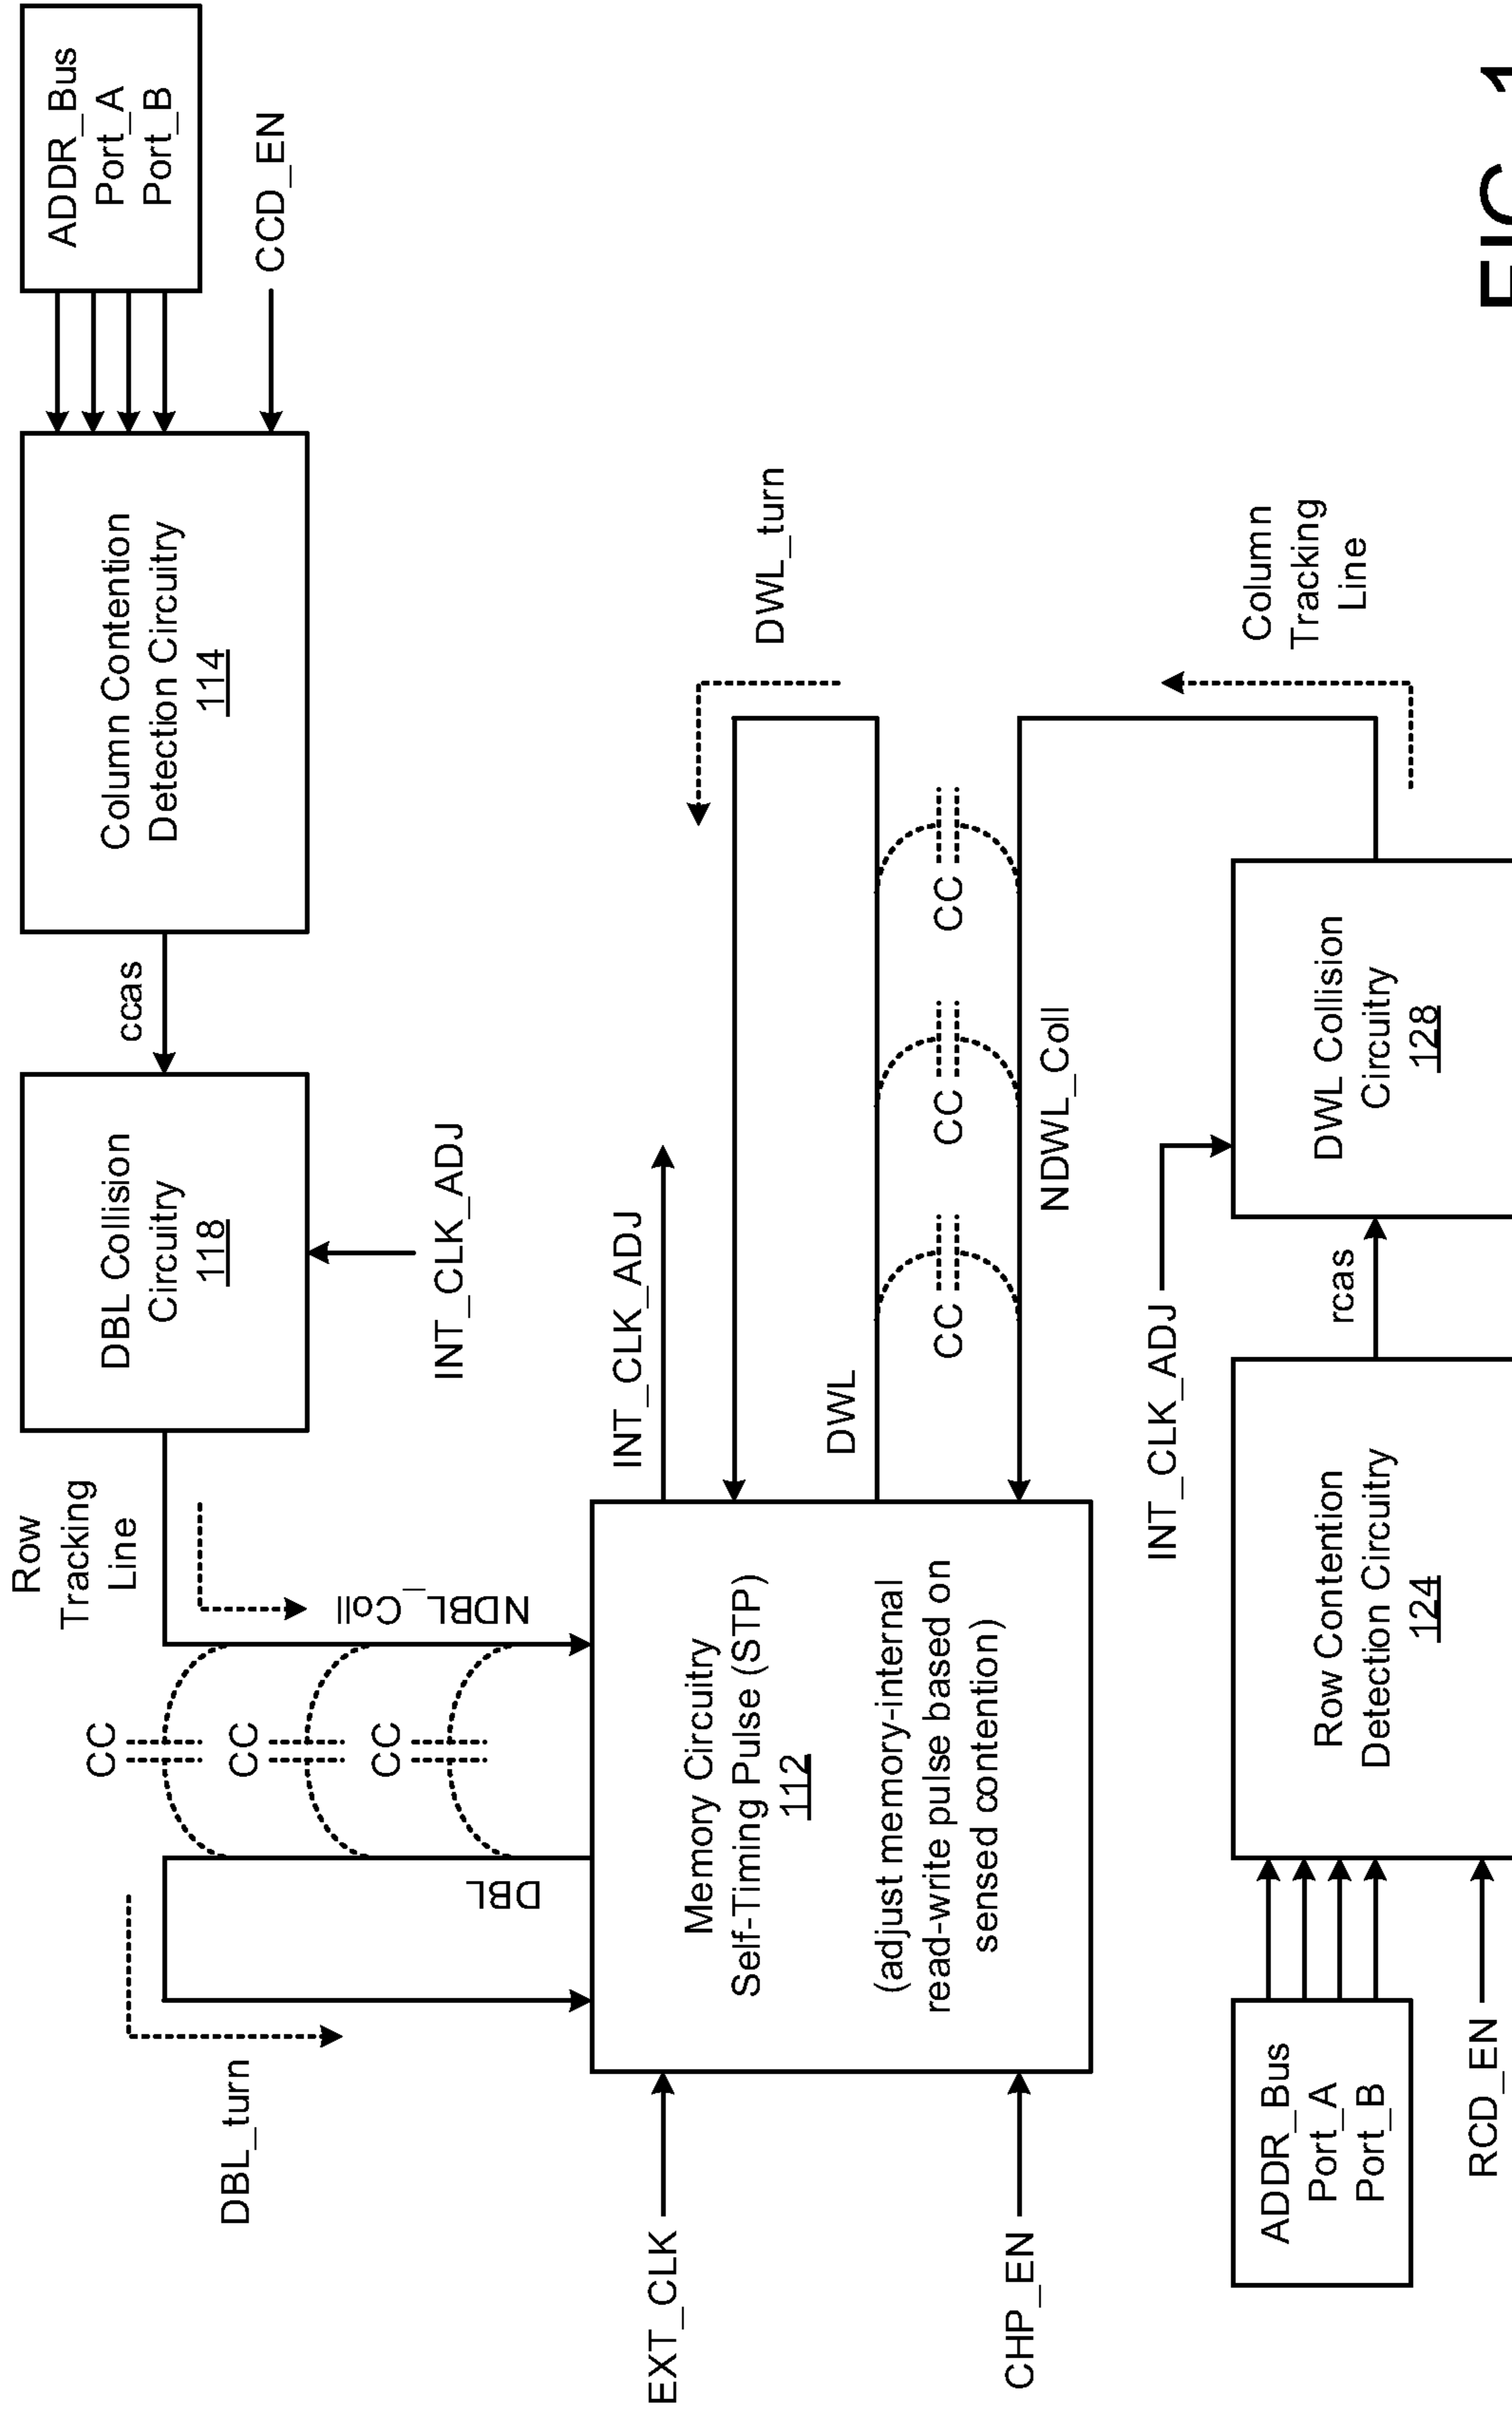 Row
Tracking
Line
CC
CC
CC
DBL_turn
DBL
NDBL_Coll
DBL Collision
Circuitry
118
INT_CLK_ADJ
ccas
Column Contention
Detection Circuitry
114
ADDR_Bus
Port_A
Port_B
CCD_EN
EXT_CLK
CHP_EN
Memory Circuitry
Self-Timing Pulse (STP)
112
(adjust memory-internal
read-write pulse based on
sensed contention)
INT_CLK_ADJ
DWL_turn
DWL
CC
CC
CC
NDWL_Coll
Column
Tracking
Line
ADDR_Bus
Port_A
Port_B
RCD_EN
Row Contention
Detection Circuitry
124
INT_CLK_ADJ
rcas
DWL Collision
Circuitry
128
FIG. 1